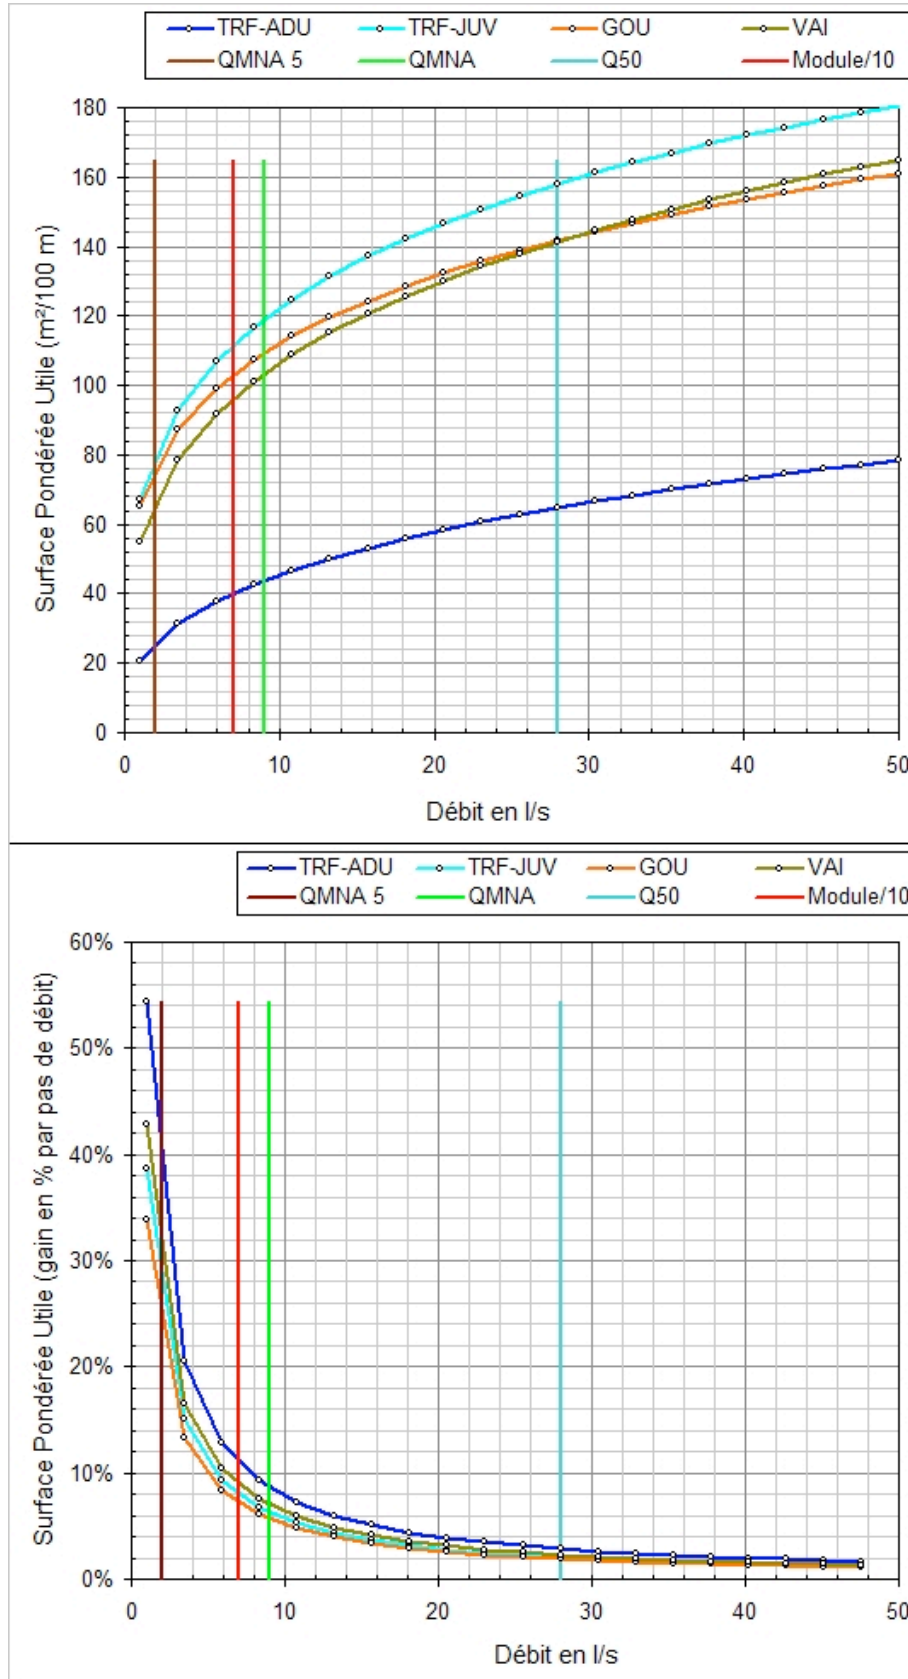 TRF-ADU TRF-JUV GOU VAI
QMNA 5 QMNA Q50 Module/10
Surface Pondérée Utile (m²/100 m)
180
160
140
120
100
80
60
40
20
0
0 10 20 30 40 50
Débit en l/s
TRF-ADU TRF-JUV GOU VAI
QMNA 5 QMNA Q50 Module/10
Surface Pondérée Utile (gain en % par pas de débit)
60%
50%
40%
30%
20%
10%
0%
0 10 20 30 40 50
Débit en l/s